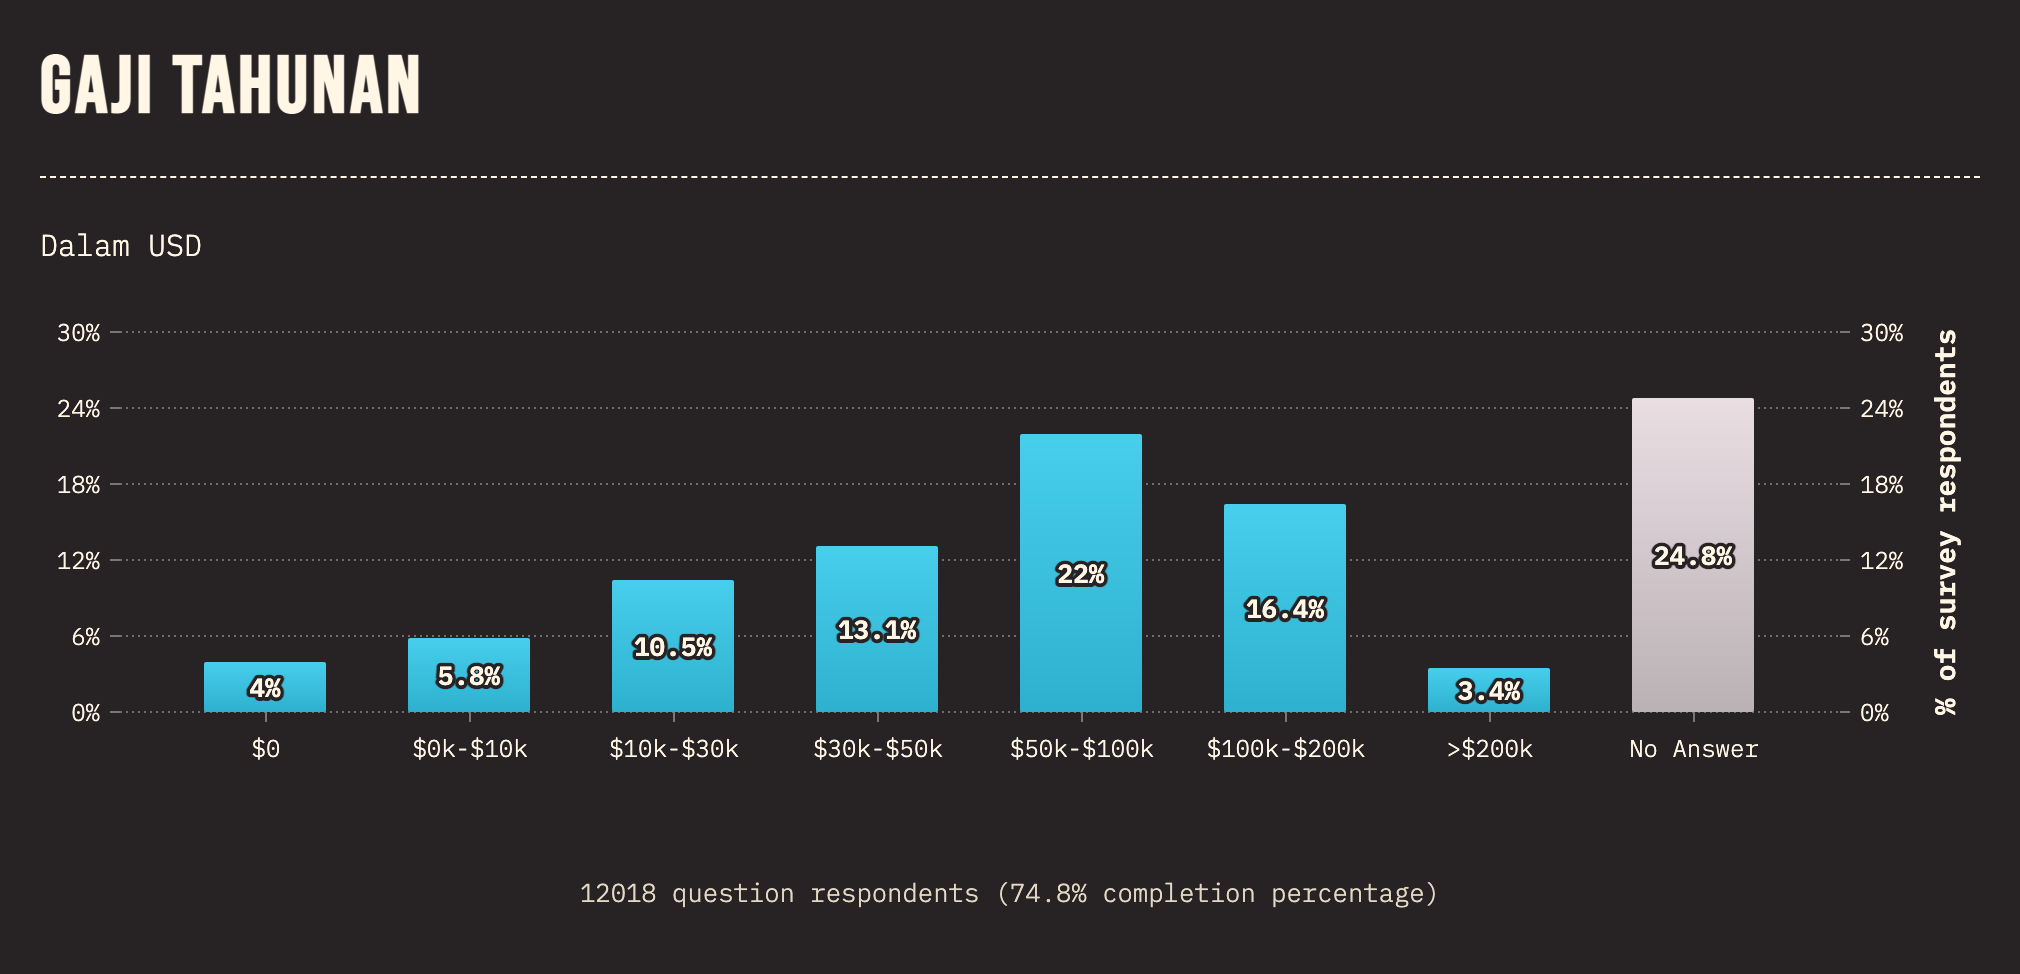 GAJI TAHUNAN
Dalam USD
30% 30%
24% 24%
18% 18%
12% 12%
6% 6%
0% 0%
% of survey respondents
4% 5.8% 10.5% 13.1% 22% 16.4% 3.4% 24.8%
$0 $0k-$10k $10k-$30k $30k-$50k $50k-$100k $100k-$200k >$200k No Answer
12018 question respondents (74.8% completion percentage)